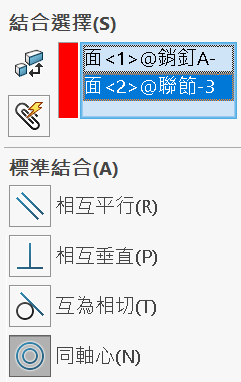 結合選擇(S)
面<1>@銷釘A-
面<2>@聯節-3
標準結合(A)
相互平行(R)
相互垂直(P)
互為相切(T)
同軸心(N)